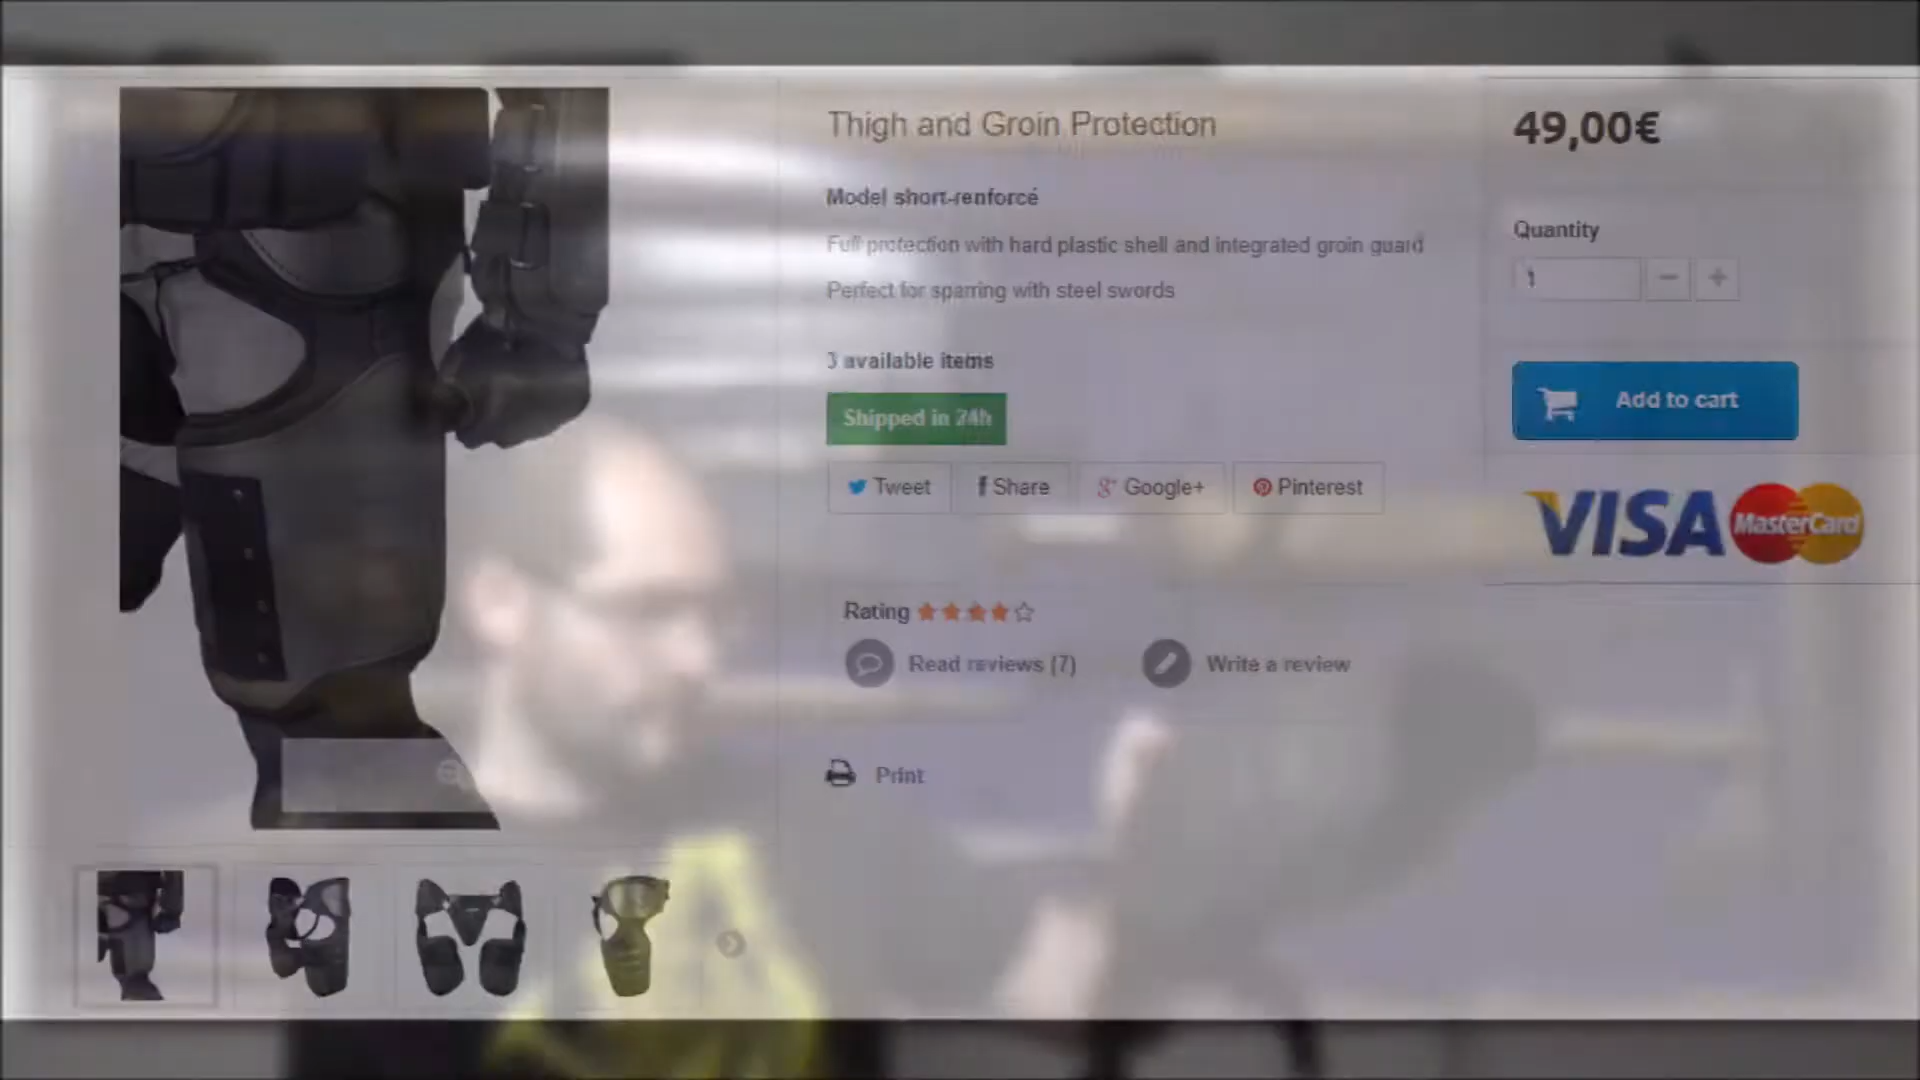 Thigh and Groin Protection
Model short-renforcé
Full protection with hard plastic shell and integrated groin guard
Perfect for sparring with steel swords
3 available items
Shipped in 24h
Tweet
Share
Google+
Pinterest
Rating
Read reviews (7)
Write a review
Print
49,00€
Quantity
1
Add to cart
VISA
MasterCard